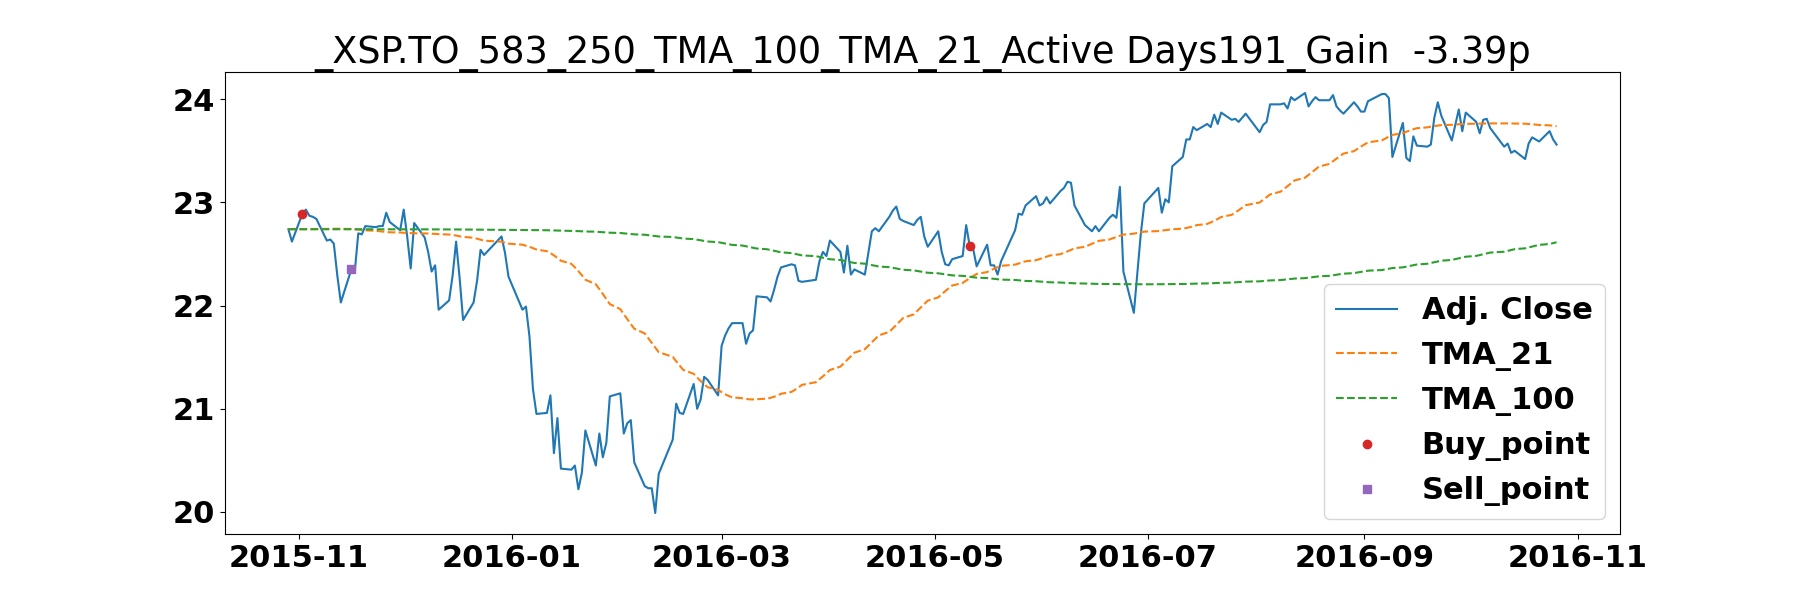 _XSP.TO_583_250_TMA_100_TMA_21_Active Days191_Gain  -3.39p
24
23
22
21
20
Adj. Close
TMA_21
TMA_100
Buy_point
Sell_point
2015-11 2016-01 2016-03 2016-05 2016-07 2016-09 2016-11